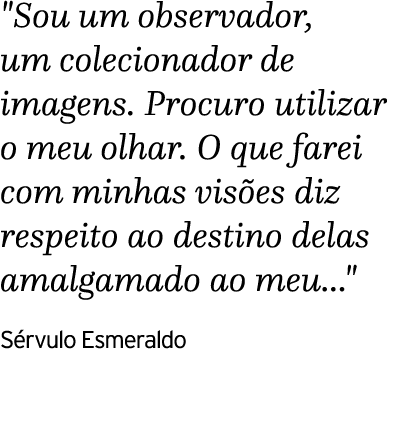 "Sou um observador,
um colecionador de
imagens. Procuro utilizar
o meu olhar. O que farei
com minhas visões diz
respeito ao destino delas
amalgamado ao meu..."
Sérvulo Esmeraldo